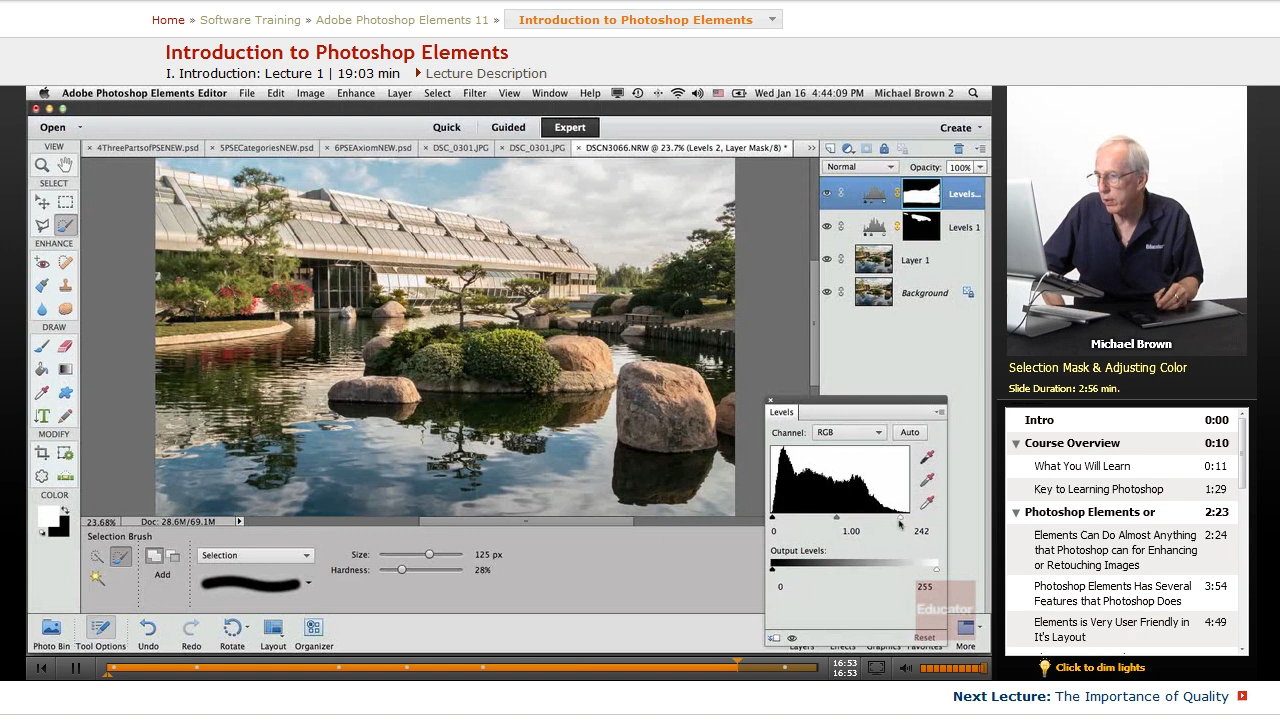 Home » Software Training » Adobe Photoshop Elements 11 » Introduction to Photoshop Elements
Introduction to Photoshop Elements
I. Introduction: Lecture 1 | 19:03 min Lecture Description
Adobe Photoshop Elements Editor File Edit Image Enhance Layer Select Filter View Window Help Wed Jan 16 4:44:09 PM Michael Brown 2
Open Quick Guided Expert Create
VIEW × 4ThreePartsofPSENEW.psd × 5PSECategoriesNEW.psd × 6PSEAxiomNEW.psd × DSC_0301.JPG × DSC_0301.JPG × DSCN3066.NRW @ 23.7% (Levels 2, Layer Mask/8) * »
Normal Opacity: 100%
SELECT
Levels...
Levels 1
ENHANCE
Layer 1
Background
DRAW
T
MODIFY
COLOR
Levels
Channel: RGB Auto
0 1.00 242
Output Levels:
0 255
Educator
Reset
23.68% Doc: 28.6M/69.1M
Selection Brush
Selection Size: 125 px
Add Hardness: 28%
Photo Bin Tool Options Undo Redo Rotate Layout Organizer Layers Effects Graphics Favorites More
16:53
16:53
Educator
Michael Brown
Selection Mask & Adjusting Color
Slide Duration: 2:56 min.
Intro 0:00
Course Overview 0:10
What You Will Learn 0:11
Key to Learning Photoshop 1:29
Photoshop Elements or 2:23
Elements Can Do Almost Anything 2:24
that Photoshop can for Enhancing
or Retouching Images
Photoshop Elements Has Several 3:54
Features that Photoshop Does
Elements is Very User Friendly in 4:49
It's Layout
Click to dim lights
Next Lecture: The Importance of Quality